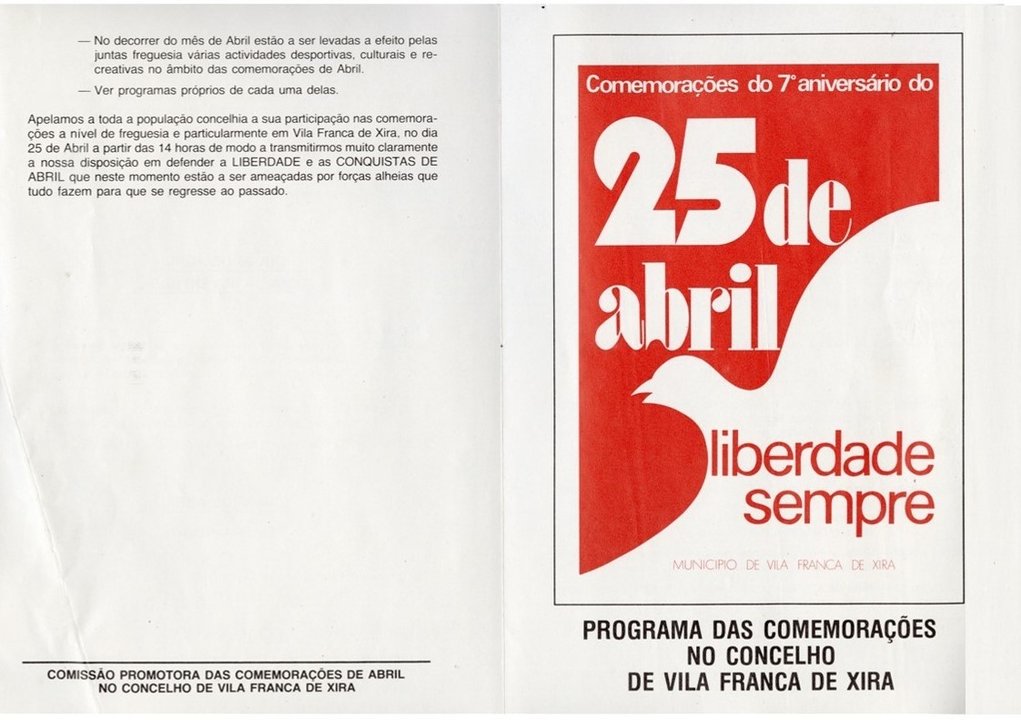 — No decorrer do mês de Abril estão a ser levadas a efeito pelas
juntas freguesia várias actividades desportivas, culturais e re-
creativas no âmbito das comemorações de Abril.
— Ver programas próprios de cada uma delas.
Apelamos a toda a população concelhia a sua participação nas comemora-
ções a nível de freguesia e particularmente em Vila Franca de Xira, no dia
25 de Abril a partir das 14 horas de modo a transmitirmos muito claramente
a nossa disposição em defender a LIBERDADE e as CONQUISTAS DE
ABRIL que neste momento estão a ser ameaçadas por forças alheias que
tudo fazem para que se regresse ao passado.
COMISSÃO PROMOTORA DAS COMEMORAÇÕES DE ABRIL
NO CONCELHO DE VILA FRANCA DE XIRA
Comemorações do 7º aniversário do
25 de
abril
liberdade
sempre
MUNICIPIO DE VILA FRANCA DE XIRA
PROGRAMA DAS COMEMORAÇÕES
NO CONCELHO
DE VILA FRANCA DE XIRA